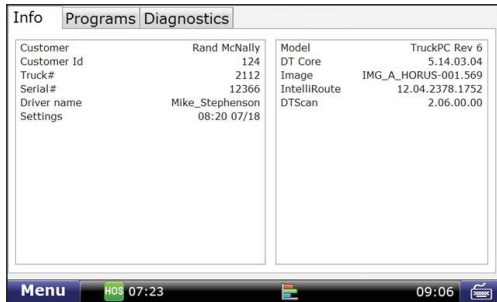 Info Programs Diagnostics
Customer Rand McNally
Customer Id 124
Truck# 2112
Serial# 12366
Driver name Mike_Stephenson
Settings 08:20 07/18
Model TruckPC Rev 6
DT Core 5.14.03.04
Image IMG_A_HORUS-001.569
IntelliRoute 12.04.2378.1752
DTScan 2.06.00.00
Menu HOS 07:23 09:06